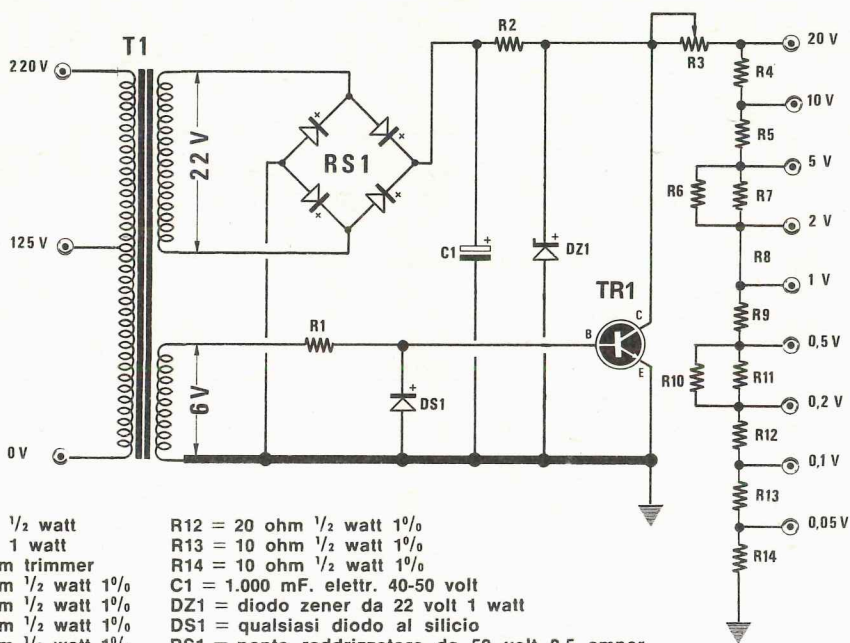 T1
220 V
125 V
0 V
22 V
6 V
RS1
R1
DS1
C1
+
R2
DZ1
+
TR1
B
C
E
R3
R4
R5
R6
R7
R8
R9
R10
R11
R12
R13
R14
20 V
10 V
5 V
2 V
1 V
0,5 V
0,2 V
0,1 V
0,05 V
1/2 watt
1 watt
m trimmer
m 1/2 watt 1%
m 1/2 watt 1%
m 1/2 watt 1%
R12 = 20 ohm 1/2 watt 1%
R13 = 10 ohm 1/2 watt 1%
R14 = 10 ohm 1/2 watt 1%
C1 = 1.000 mF. elettr. 40-50 volt
DZ1 = diodo zener da 22 volt 1 watt
DS1 = qualsiasi diodo al silicio